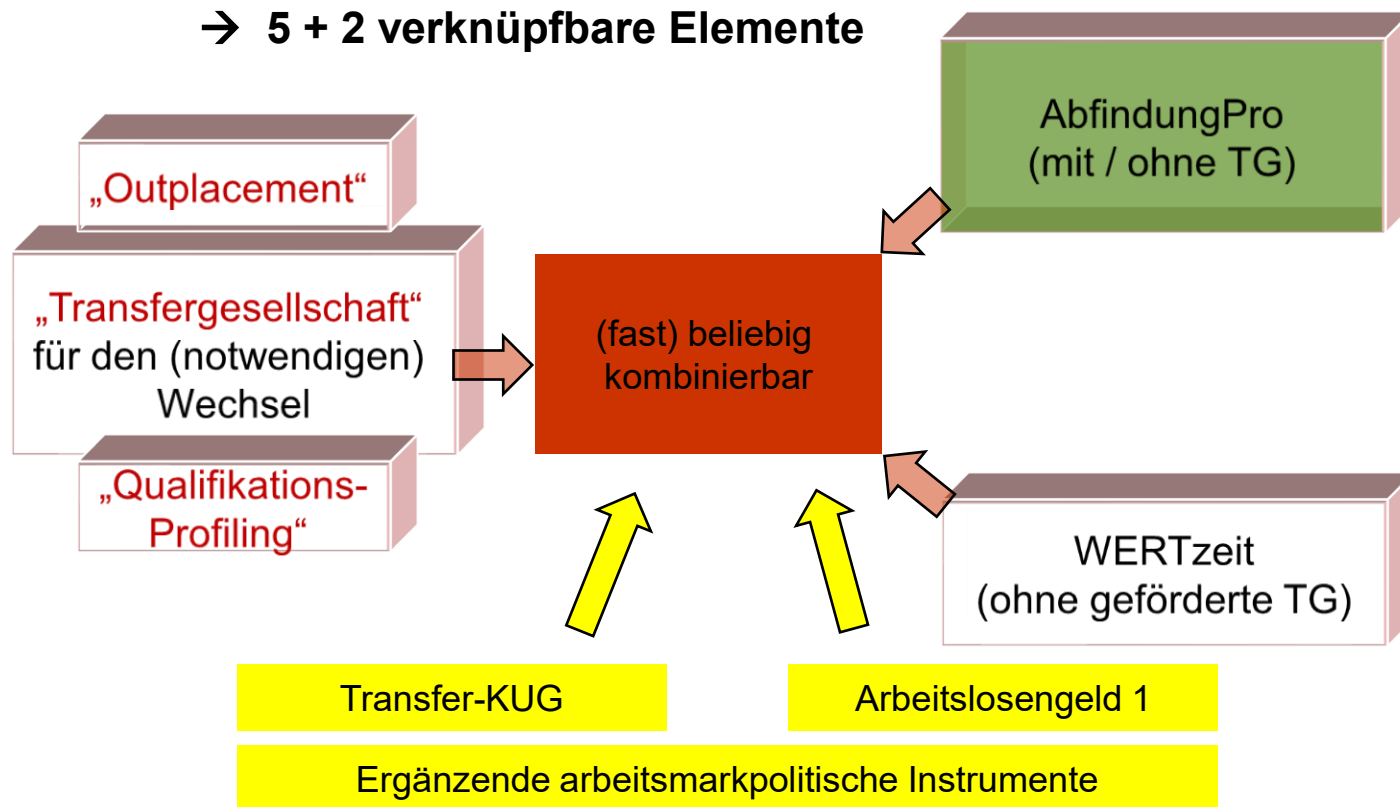 → 5 + 2 verknüpfbare Elemente
„Outplacement“
„Transfergesellschaft“
für den (notwendigen)
Wechsel
„Qualifikations-
Profiling“
(fast) beliebig
kombinierbar
AbfindungPro
(mit / ohne TG)
WERTzeit
(ohne geförderte TG)
Transfer-KUG
Arbeitslosengeld 1
Ergänzende arbeitsmarkpolitische Instrumente